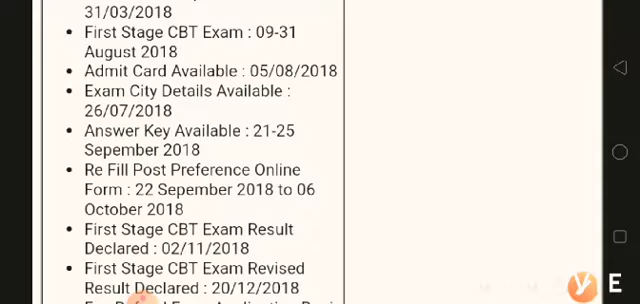 31/03/2018
First Stage CBT Exam : 09-31
August 2018
Admit Card Available : 05/08/2018
Exam City Details Available :
26/07/2018
Answer Key Available : 21-25
Sepember 2018
Re Fill Post Preference Online
Form : 22 Sepember 2018 to 06
October 2018
First Stage CBT Exam Result
Declared : 02/11/2018
First Stage CBT Exam Revised
Result Declared : 20/12/2018
E